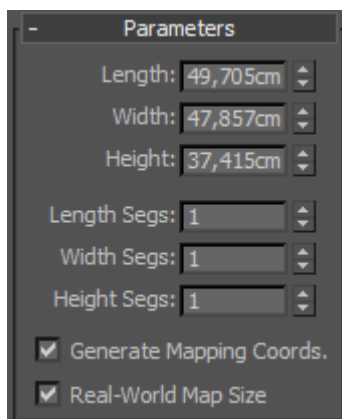 - Parameters
Length: 49,705cm
Width: 47,857cm
Height: 37,415cm
Length Segs: 1
Width Segs: 1
Height Segs: 1
Generate Mapping Coords.
Real-World Map Size